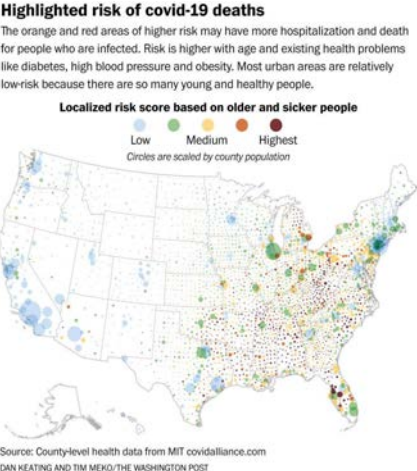 Highlighted risk of covid-19 deaths
The orange and red areas of higher risk may have more hospitalization and death
for people who are infected. Risk is higher with age and existing health problems
like diabetes, high blood pressure and obesity. Most urban areas are relatively
low-risk because there are so many young and healthy people.
Localized risk score based on older and sicker people
Low Medium Highest
Circles are scaled by county population
Source: County-level health data from MIT covidalliance.com
DAN KEATING AND TIM MEKO/THE WASHINGTON POST